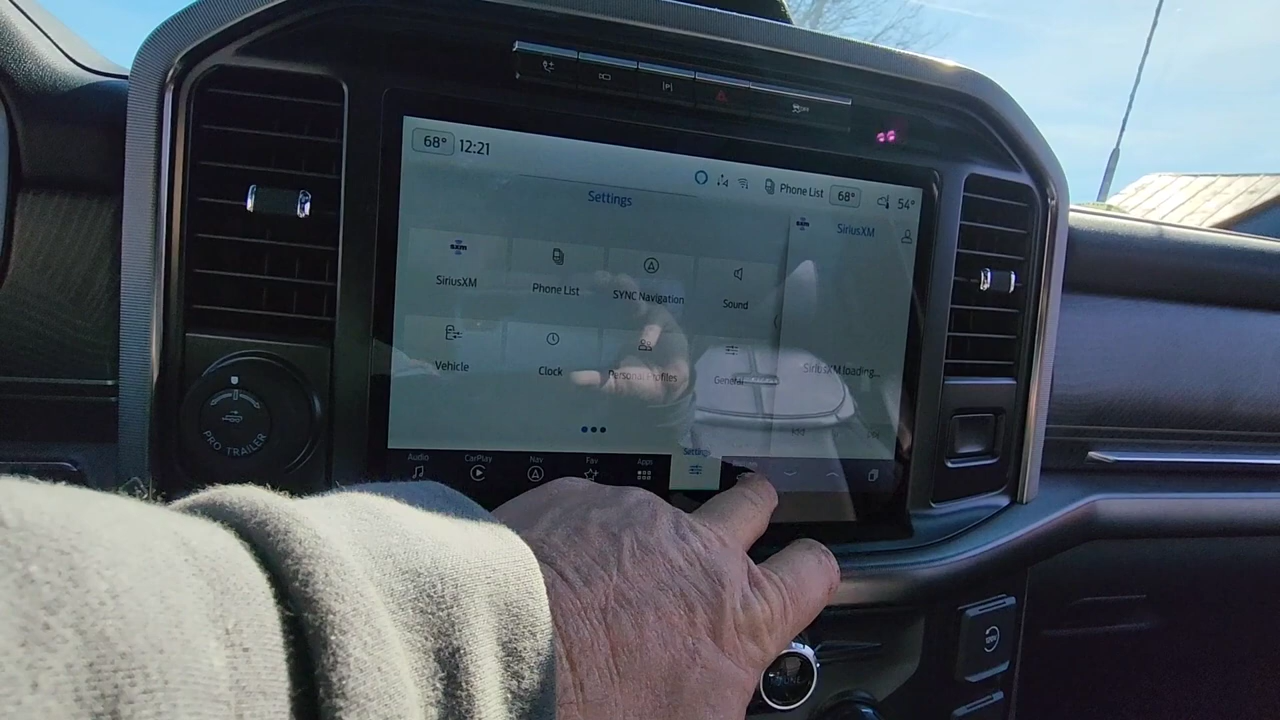 68° 12:21
Phone List 68° 54°
Settings
SiriusXM
sxm
SiriusXM
Phone List
SYNC Navigation
Sound
Vehicle
Clock
Personal Profiles
General
SiriusXM loading...
Audio
CarPlay
Nav
Fav
Apps
Settings
PRO TRAILER